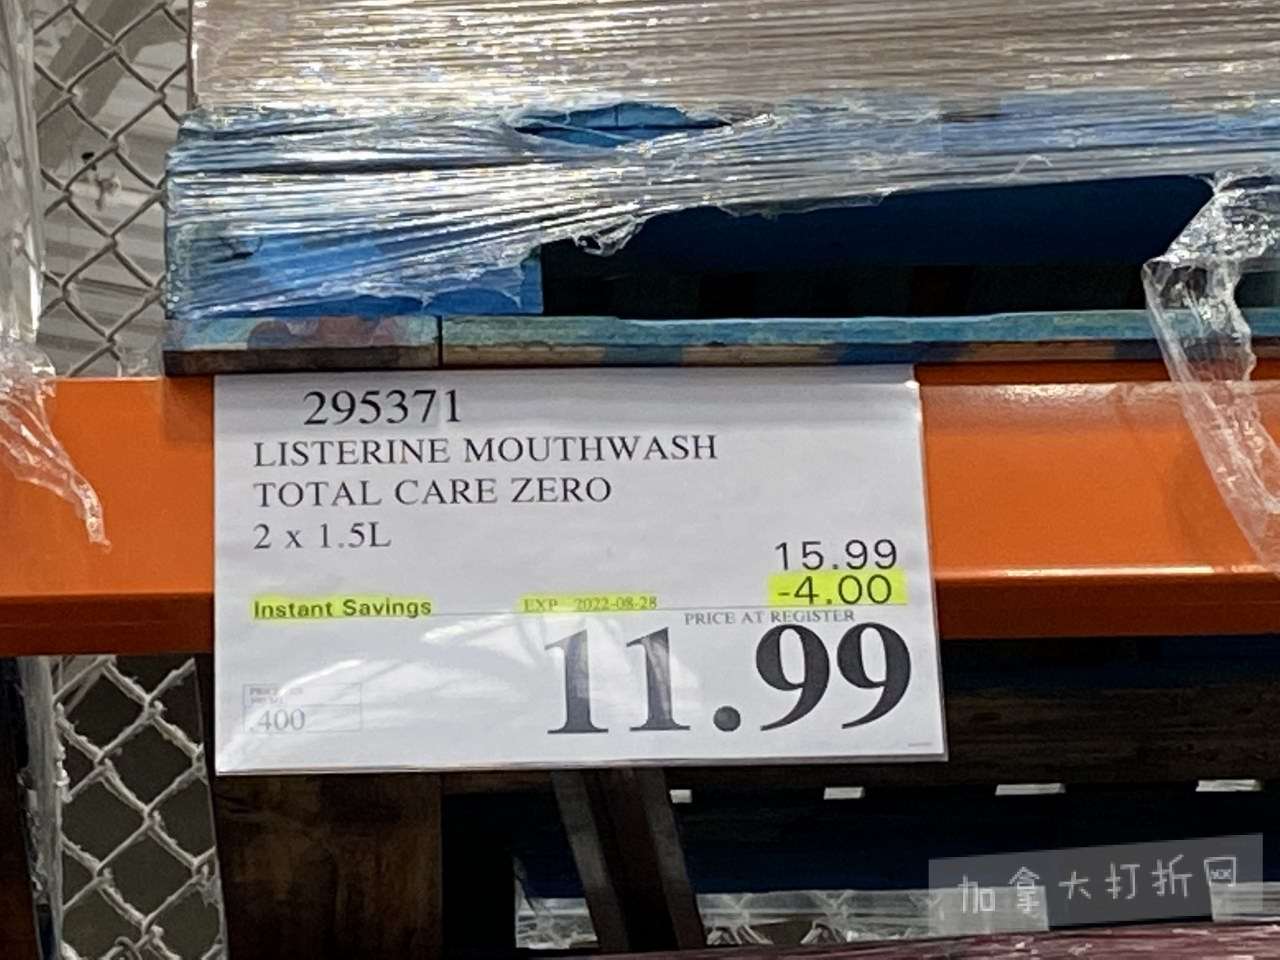 295371
LISTERINE MOUTHWASH
TOTAL CARE ZERO
2 x 1.5L
15.99
-4.00
Instant Savings EXP 2022-08-28
PRICE AT REGISTER
11.99
.400
加拿大打折网